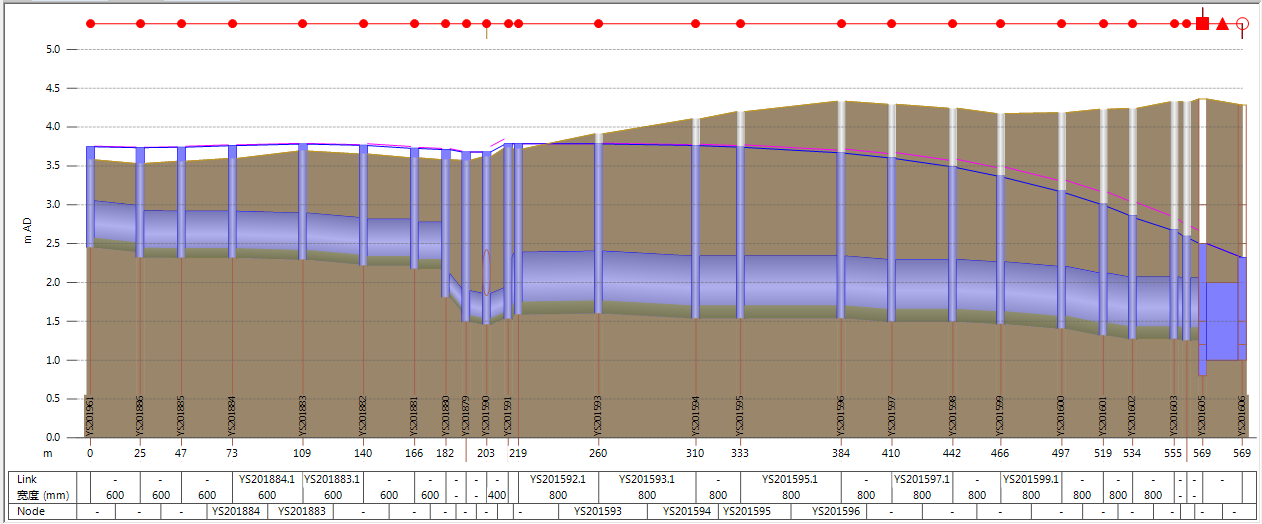 5.0
4.5
4.0
3.5
3.0
2.5
2.0
1.5
1.0
0.5
0.0
m AD
YS201961 YS201886 YS201885 YS201884 YS201883 YS201882 YS201881 YS201880 YS201879 YS201590 YS201591 YS201593 YS201594 YS201595 YS201596 YS201597 YS201598 YS201599 YS201600 YS201601 YS201602 YS201603 YS201605 YS201606
m 0 25 47 73 109 140 166 182 203 219 260 310 333 384 410 442 466 497 519 534 555 569 569
Link - - - YS201884.1 YS201883.1 - - - - - - YS201592.1 YS201593.1 - YS201595.1 - YS201597.1 - YS201599.1 - - - - - - -
宽度 (mm) 600 600 600 600 600 600 600 - - 400 - 800 800 800 800 800 800 800 800 800 800 800 - -
Node - - - YS201884 YS201883 - - - - - - - YS201593 YS201594 YS201595 YS201596 - - - - - - - - - -